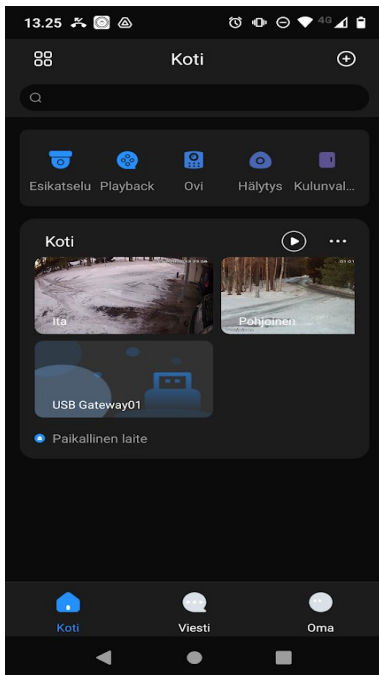 13.25
4G
Koti
Esikatselu Playback Ovi Hälytys Kulunval...
Koti
Ita
Pohjoinen
USB Gateway01
Paikallinen laite
Koti Viesti Oma